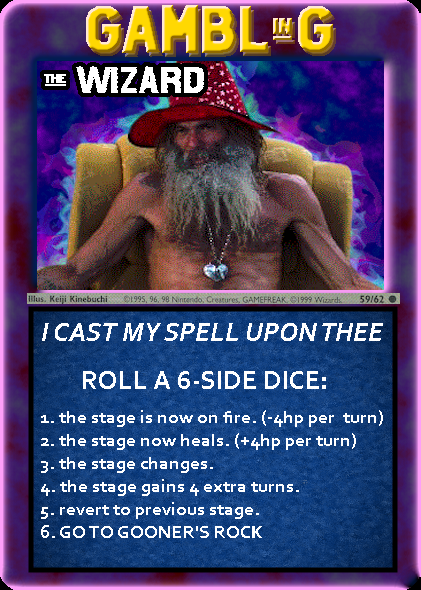 GAMBLING
THE WIZARD
Illus. Keiji Kinebuchi ©1995, 96, 98 Nintendo, Creatures, GAMEFREAK. ©1999 Wizards. 59/62
I CAST MY SPELL UPON THEE
ROLL A 6-SIDE DICE:
1. the stage is now on fire. (-4hp per turn)
2. the stage now heals. (+4hp per turn)
3. the stage changes.
4. the stage gains 4 extra turns.
5. revert to previous stage.
6. GO TO GOONER'S ROCK